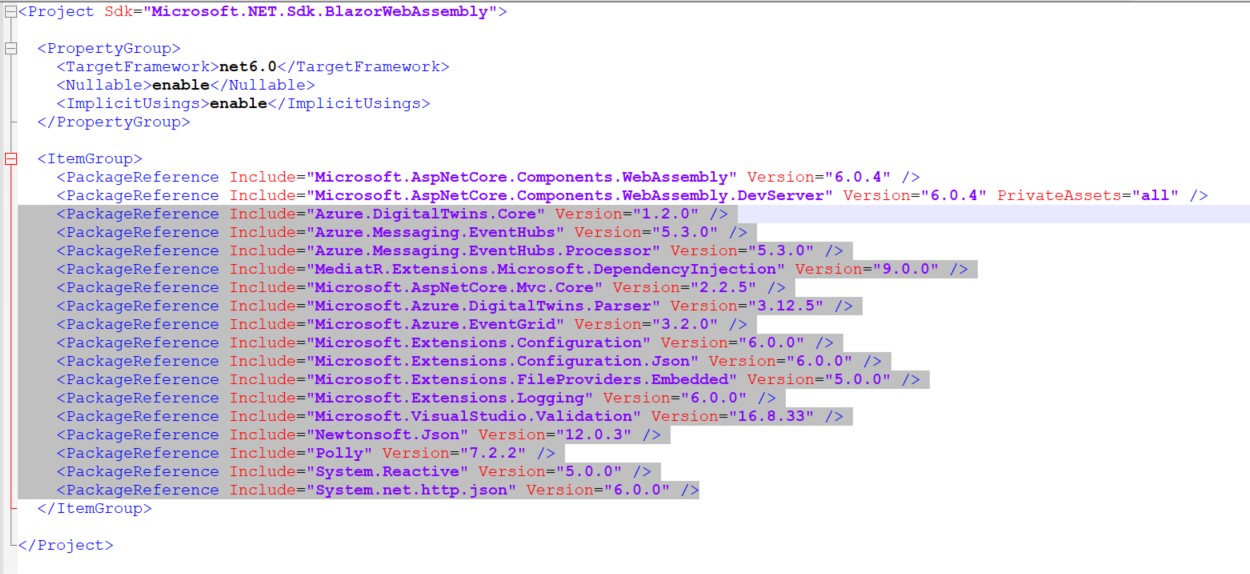 <Project Sdk="Microsoft.NET.Sdk.BlazorWebAssembly">
<PropertyGroup>
<TargetFramework>net6.0</TargetFramework>
<Nullable>enable</Nullable>
<ImplicitUsings>enable</ImplicitUsings>
</PropertyGroup>
<ItemGroup>
<PackageReference Include="Microsoft.AspNetCore.Components.WebAssembly" Version="6.0.4" />
<PackageReference Include="Microsoft.AspNetCore.Components.WebAssembly.DevServer" Version="6.0.4" PrivateAssets="all" />
<PackageReference Include="Azure.DigitalTwins.Core" Version="1.2.0" />
<PackageReference Include="Azure.Messaging.EventHubs" Version="5.3.0" />
<PackageReference Include="Azure.Messaging.EventHubs.Processor" Version="5.3.0" />
<PackageReference Include="MediatR.Extensions.Microsoft.DependencyInjection" Version="9.0.0" />
<PackageReference Include="Microsoft.AspNetCore.Mvc.Core" Version="2.2.5" />
<PackageReference Include="Microsoft.Azure.DigitalTwins.Parser" Version="3.12.5" />
<PackageReference Include="Microsoft.Azure.EventGrid" Version="3.2.0" />
<PackageReference Include="Microsoft.Extensions.Configuration" Version="6.0.0" />
<PackageReference Include="Microsoft.Extensions.Configuration.Json" Version="6.0.0" />
<PackageReference Include="Microsoft.Extensions.FileProviders.Embedded" Version="5.0.0" />
<PackageReference Include="Microsoft.Extensions.Logging" Version="6.0.0" />
<PackageReference Include="Microsoft.VisualStudio.Validation" Version="16.8.33" />
<PackageReference Include="Newtonsoft.Json" Version="12.0.3" />
<PackageReference Include="Polly" Version="7.2.2" />
<PackageReference Include="System.Reactive" Version="5.0.0" />
<PackageReference Include="System.net.http.json" Version="6.0.0" />
</ItemGroup>
</Project>